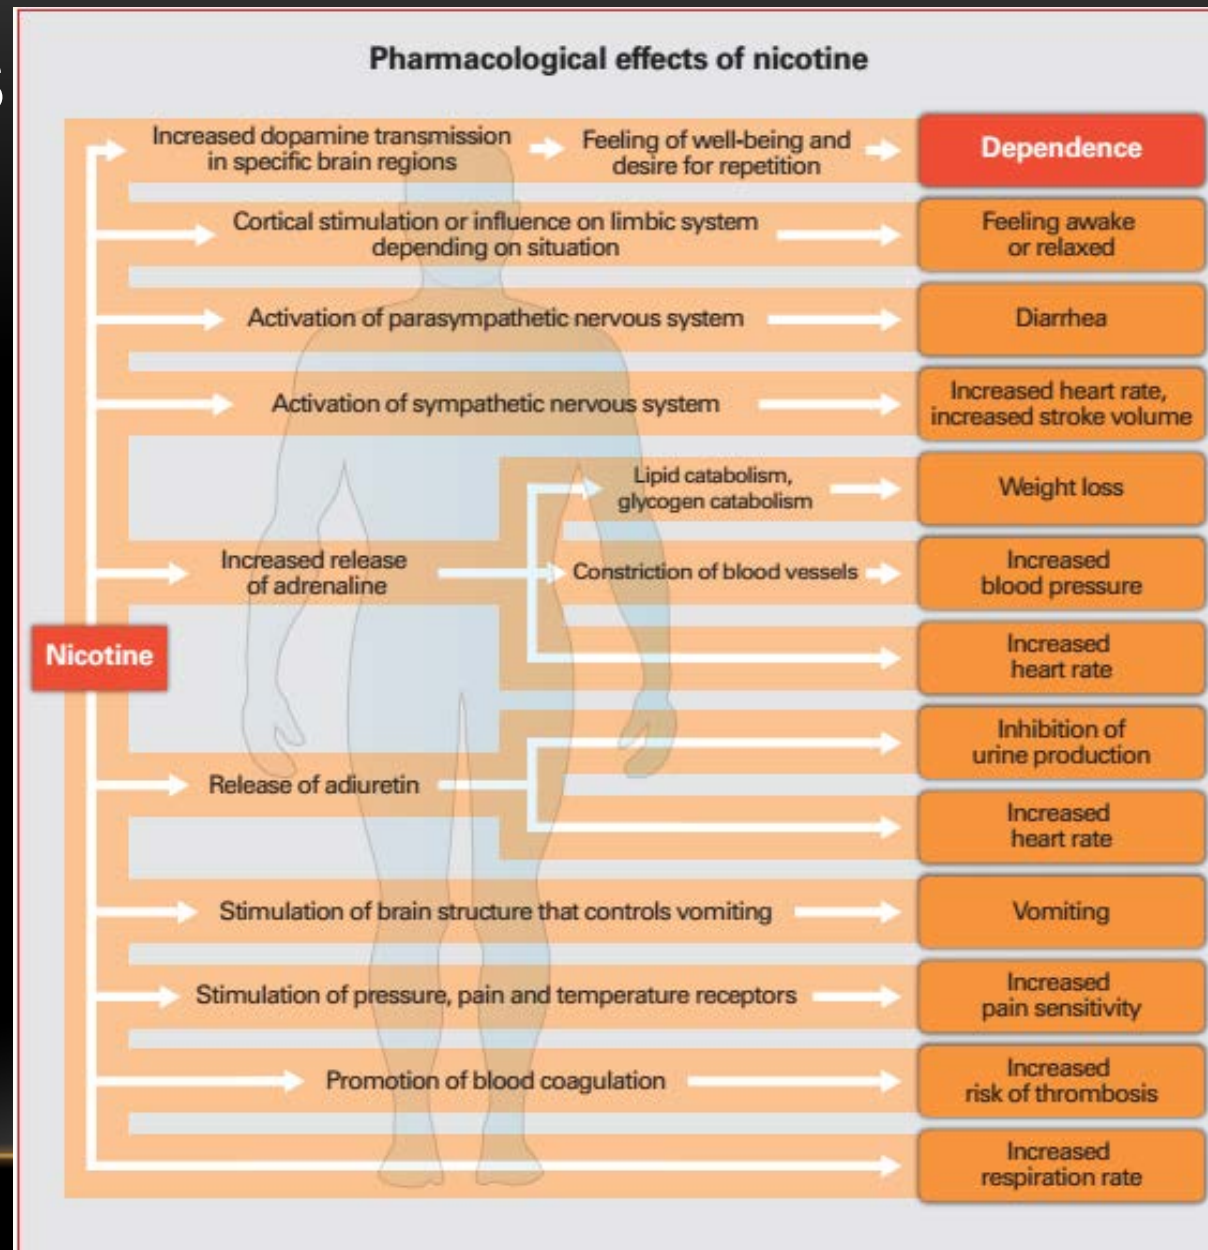 S
Pharmacological effects of nicotine
Increased dopamine transmission
in specific brain regions
Feeling of well-being and
desire for repetition
Dependence
Cortical stimulation or influence on limbic system
depending on situation
Feeling awake
or relaxed
Activation of parasympathetic nervous system
Diarrhea
Activation of sympathetic nervous system
Increased heart rate,
increased stroke volume
Lipid catabolism,
glycogen catabolism
Weight loss
Increased release
of adrenaline
Constriction of blood vessels
Increased
blood pressure
Increased
heart rate
Nicotine
Inhibition of
urine production
Release of adiuretin
Increased
heart rate
Stimulation of brain structure that controls vomiting
Vomiting
Stimulation of pressure, pain and temperature receptors
Increased
pain sensitivity
Promotion of blood coagulation
Increased
risk of thrombosis
Increased
respiration rate